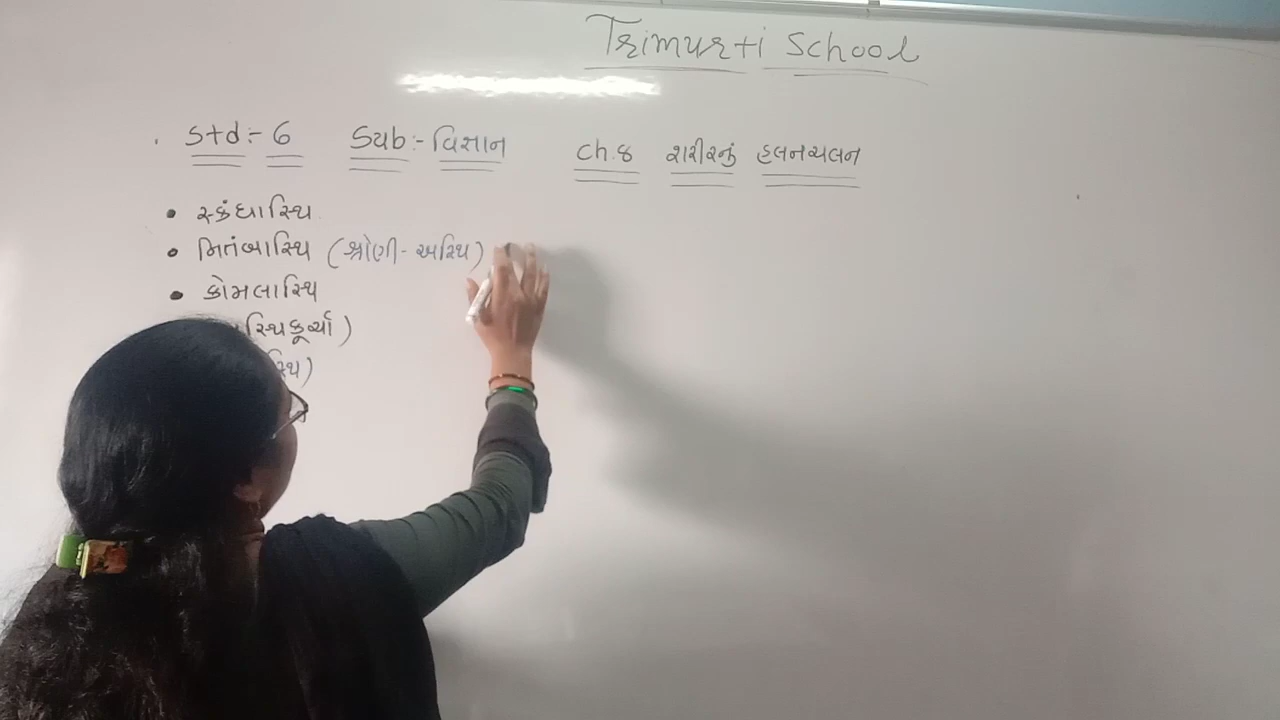 Trimurti School
Std:- 6 Sub:- વિજ્ઞાન Ch.8 શરીરનું હલનચલન
• સ્કંધાસ્થિ
• નિતંબાસ્થિ (શ્રોણી-અસ્થિ)
• કોમલાસ્થિ
સ્થિકૂર્ચા)
સ્થિ)